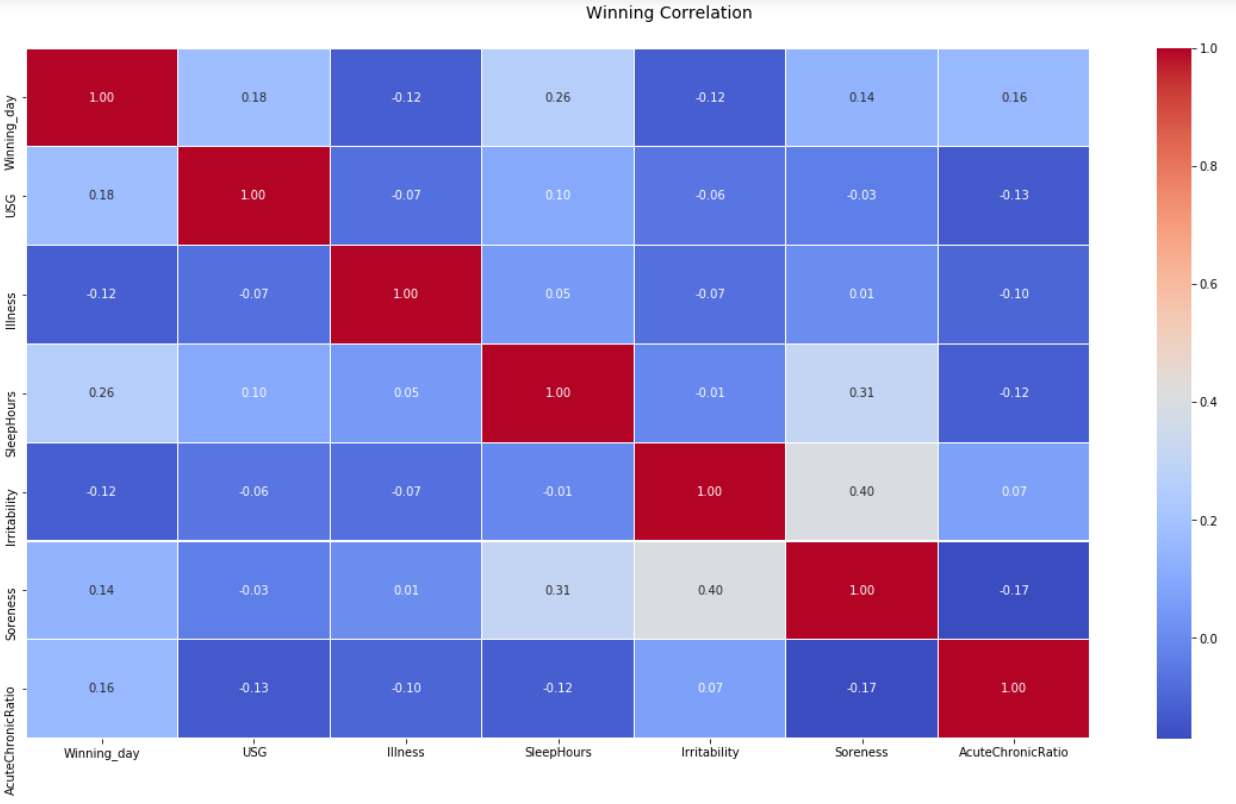 Winning Correlation
Winning_day 1.00 0.18 -0.12 0.26 -0.12 0.14 0.16
USG 0.18 1.00 -0.07 0.10 -0.06 -0.03 -0.13
Illness -0.12 -0.07 1.00 0.05 -0.07 0.01 -0.10
SleepHours 0.26 0.10 0.05 1.00 -0.01 0.31 -0.12
Irritability -0.12 -0.06 -0.07 -0.01 1.00 0.40 0.07
Soreness 0.14 -0.03 0.01 0.31 0.40 1.00 -0.17
AcuteChronicRatio 0.16 -0.13 -0.10 -0.12 0.07 -0.17 1.00
Winning_day USG Illness SleepHours Irritability Soreness AcuteChronicRatio
1.0
0.8
0.6
0.4
0.2
0.0